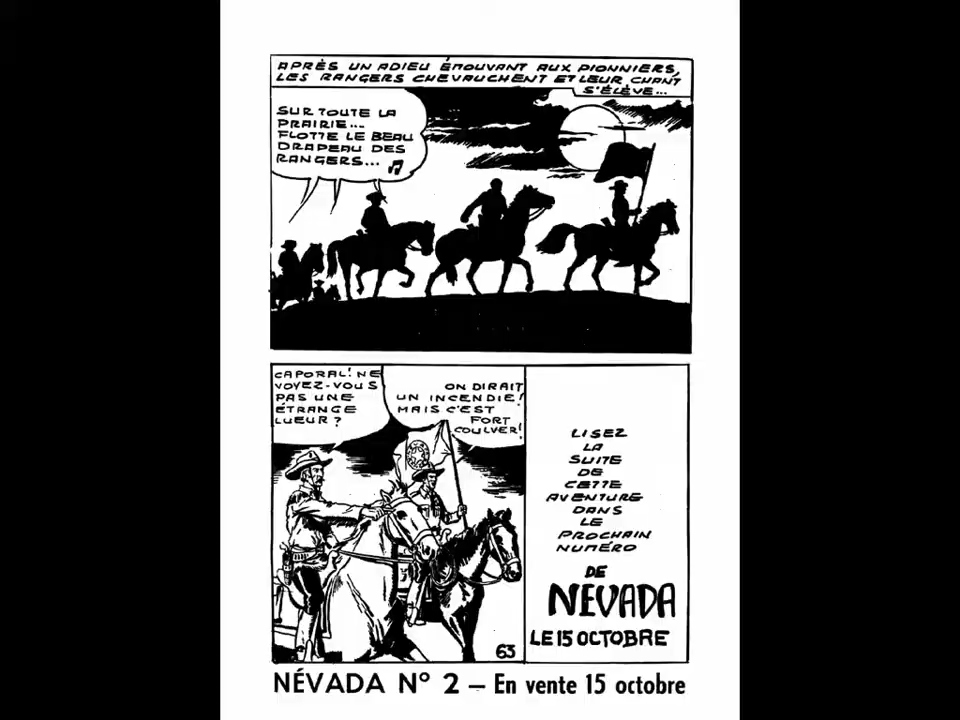 APRÈS UN ADIEU ÉMOUVANT AUX PIONNIERS,
LES RANGERS CHEVAUCHENT ET LEUR CHANT
S'ÉLÈVE...
SUR TOUTE LA
PRAIRIE...
FLOTTE LE BEAU
DRAPEAU DES
RANGERS...
CAPORAL! NE
VOYEZ-VOUS
PAS UNE
ÉTRANGE
LUEUR?
ON DIRAIT
UN INCENDIE!
MAIS C'EST
FORT
COULVER!
63
LISEZ
LA
SUITE
DE
CETTE
AVENTURE
DANS
LE
PROCHAIN
NUMÉRO
DE
NEVADA
LE 15 OCTOBRE
NÉVADA N° 2 – En vente 15 octobre